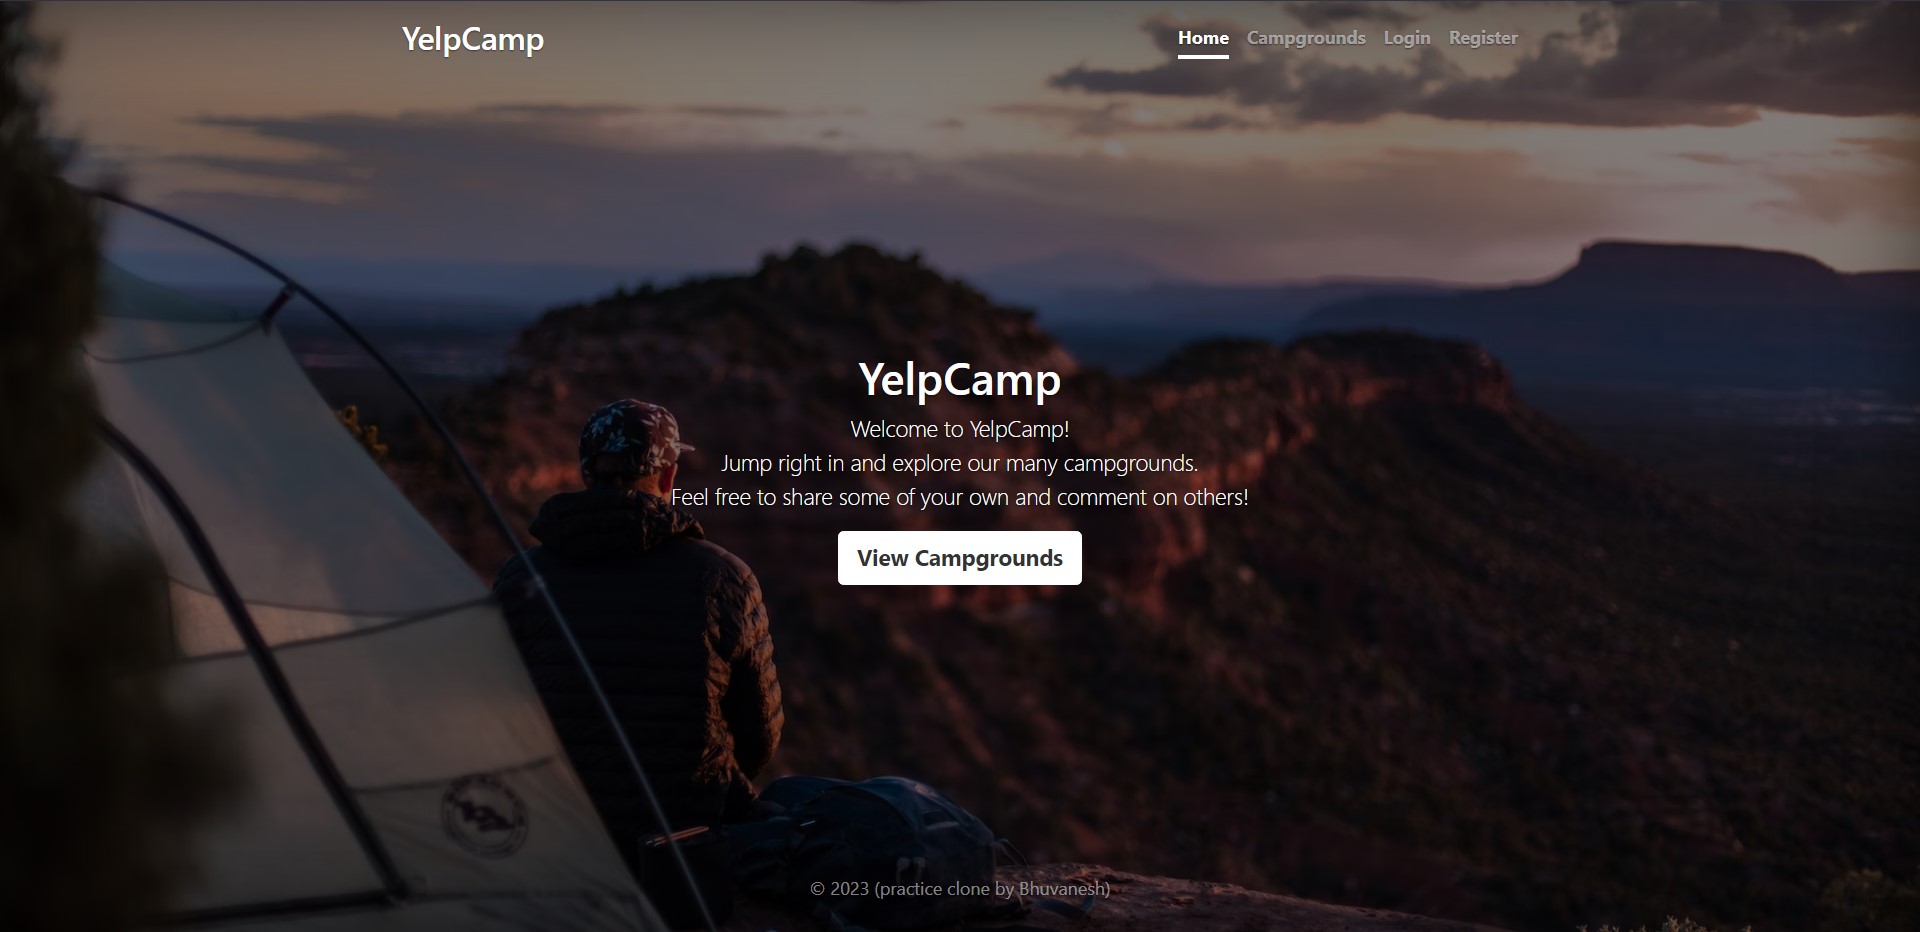 YelpCamp
Home Campgrounds Login Register
YelpCamp
Welcome to YelpCamp!
Jump right in and explore our many campgrounds.
Feel free to share some of your own and comment on others!
View Campgrounds
© 2023 (practice clone by Bhuvanesh)